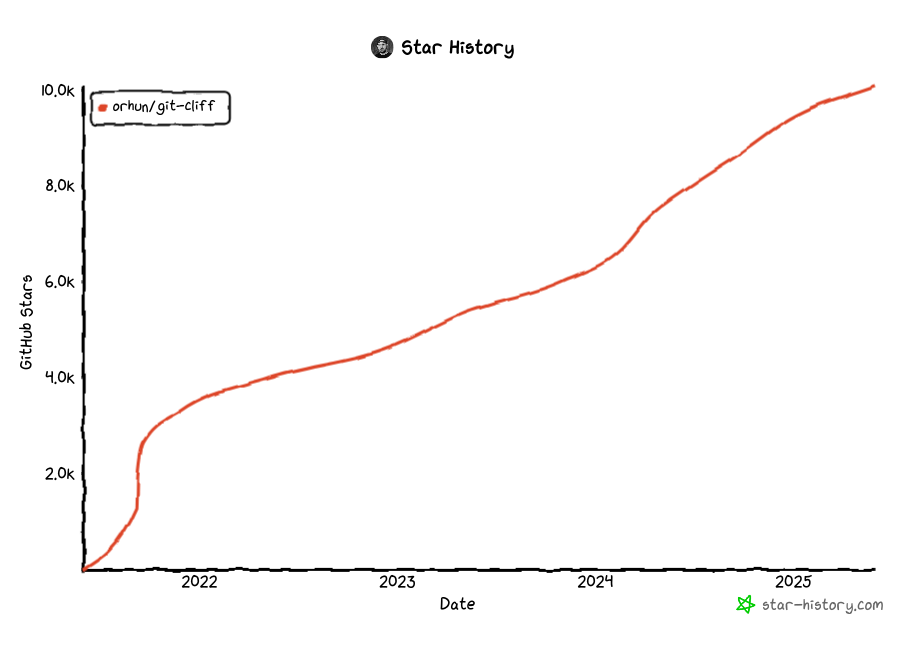 Star History
orhun/git-cliff
10.0k
8.0k
6.0k
4.0k
2.0k
GitHub Stars
2022 2023 2024 2025
Date
star-history.com